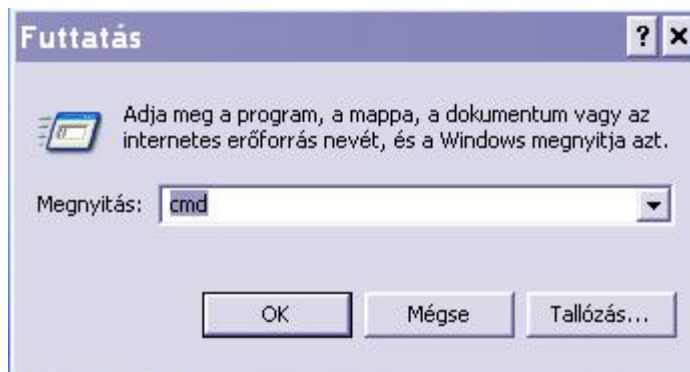 Futtatás
Adja meg a program, a mappa, a dokumentum vagy az
internetes erőforrás nevét, és a Windows megnyitja azt.
Megnyitás: cmd
OK Mégse Tallózás...